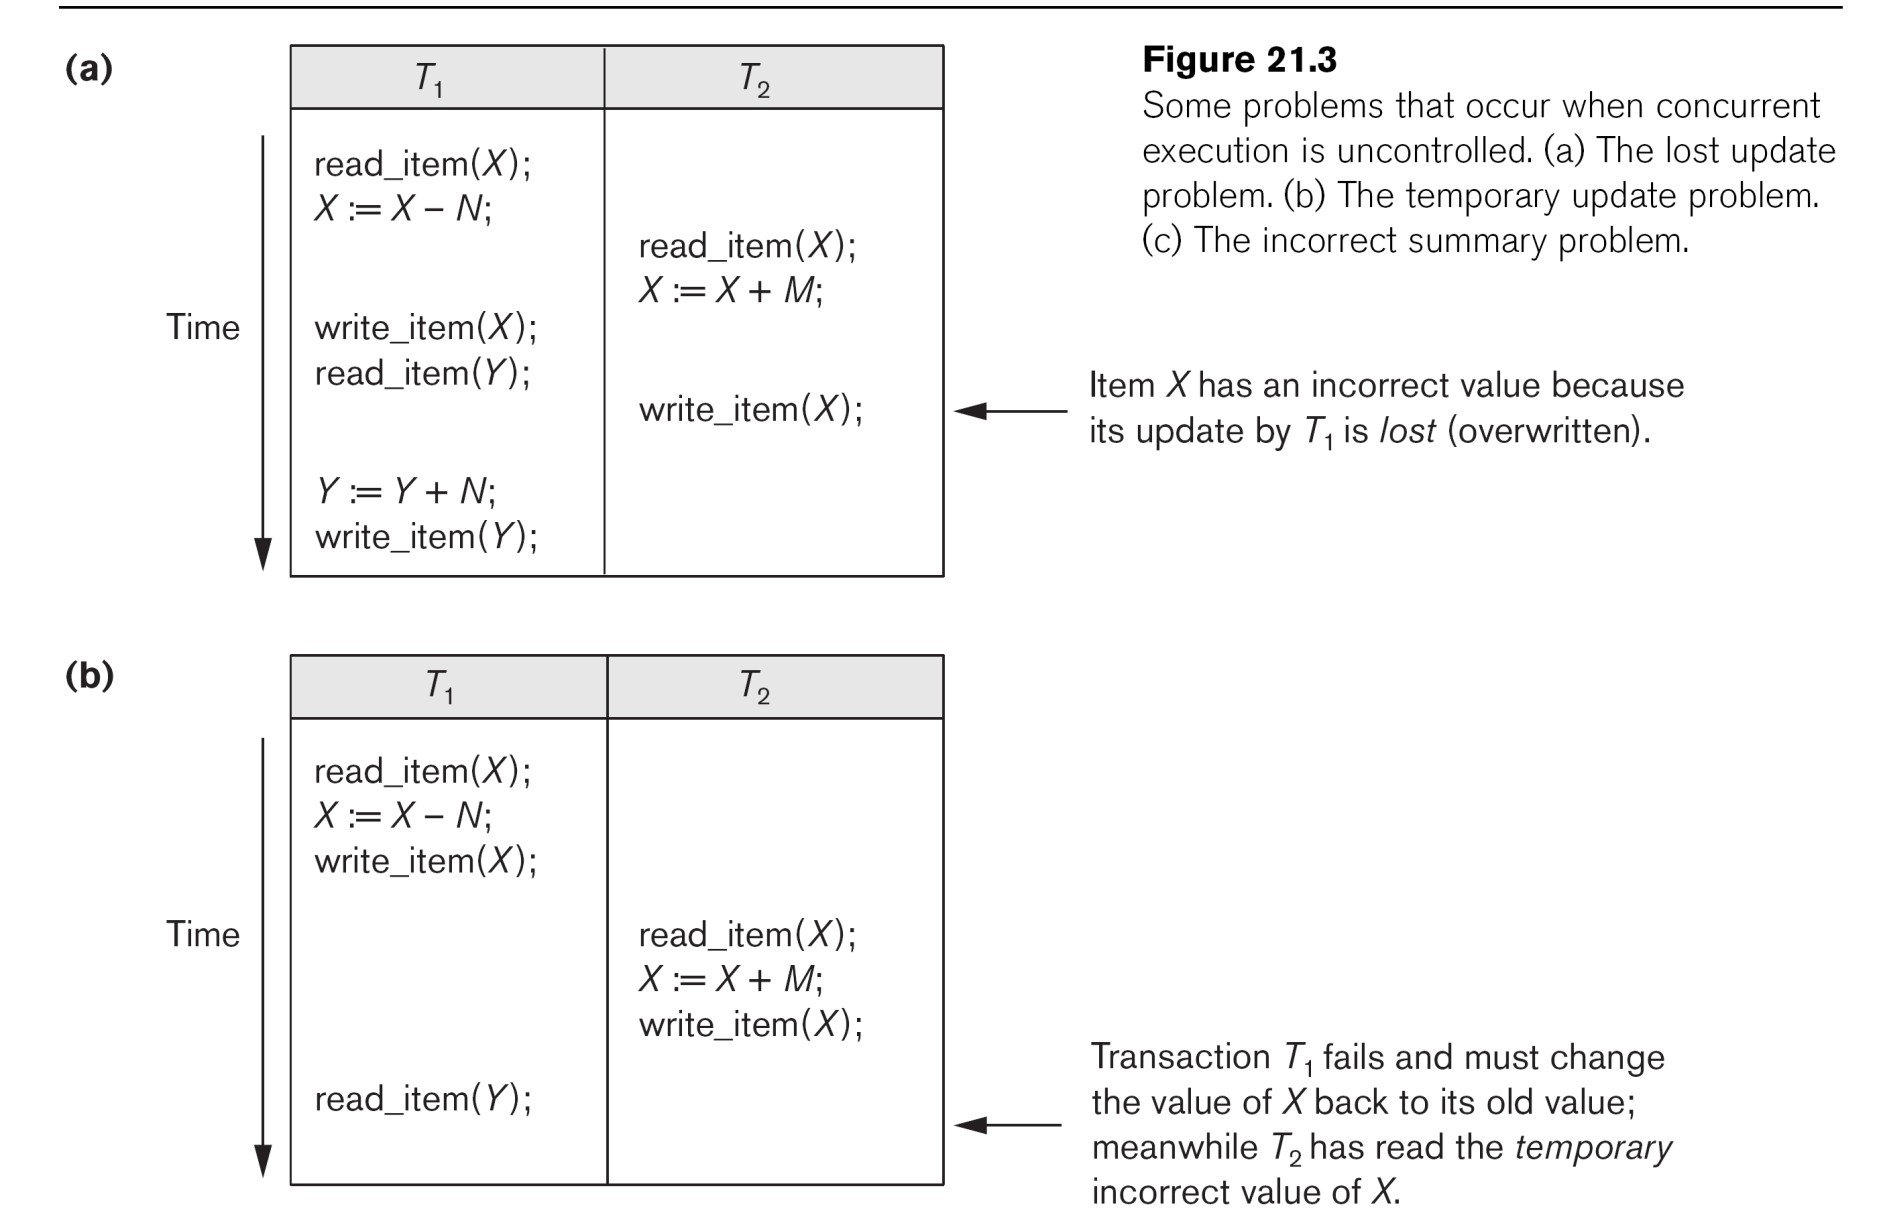 (a)
T1 T2
read_item(X);
X := X – N;
read_item(X);
X := X + M;
Time
write_item(X);
read_item(Y);
write_item(X);
Y := Y + N;
write_item(Y);
Figure 21.3
Some problems that occur when concurrent
execution is uncontrolled. (a) The lost update
problem. (b) The temporary update problem.
(c) The incorrect summary problem.
Item X has an incorrect value because
its update by T1 is lost (overwritten).
(b)
T1 T2
read_item(X);
X := X – N;
write_item(X);
Time
read_item(X);
X := X + M;
write_item(X);
read_item(Y);
Transaction T1 fails and must change
the value of X back to its old value;
meanwhile T2 has read the temporary
incorrect value of X.